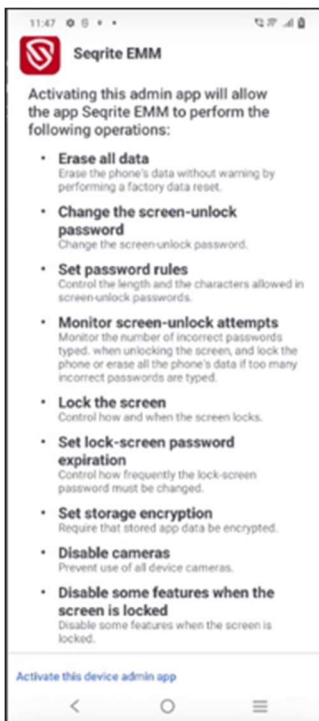 11:47
Seqrite EMM
Activating this admin app will allow
the app Seqrite EMM to perform the
following operations:
• Erase all data
Erase the phone's data without warning by
performing a factory data reset.
• Change the screen-unlock
password
Change the screen-unlock password.
• Set password rules
Control the length and the characters allowed in
screen-unlock passwords.
• Monitor screen-unlock attempts
Monitor the number of incorrect passwords
typed. when unlocking the screen, and lock the
phone or erase all the phone's data if too many
incorrect passwords are typed.
• Lock the screen
Control how and when the screen locks.
• Set lock-screen password
expiration
Control how frequently the lock-screen
password must be changed.
• Set storage encryption
Require that stored app data be encrypted.
• Disable cameras
Prevent use of all device cameras.
• Disable some features when the
screen is locked
Disable some features when the screen is
locked.
Activate this device admin app